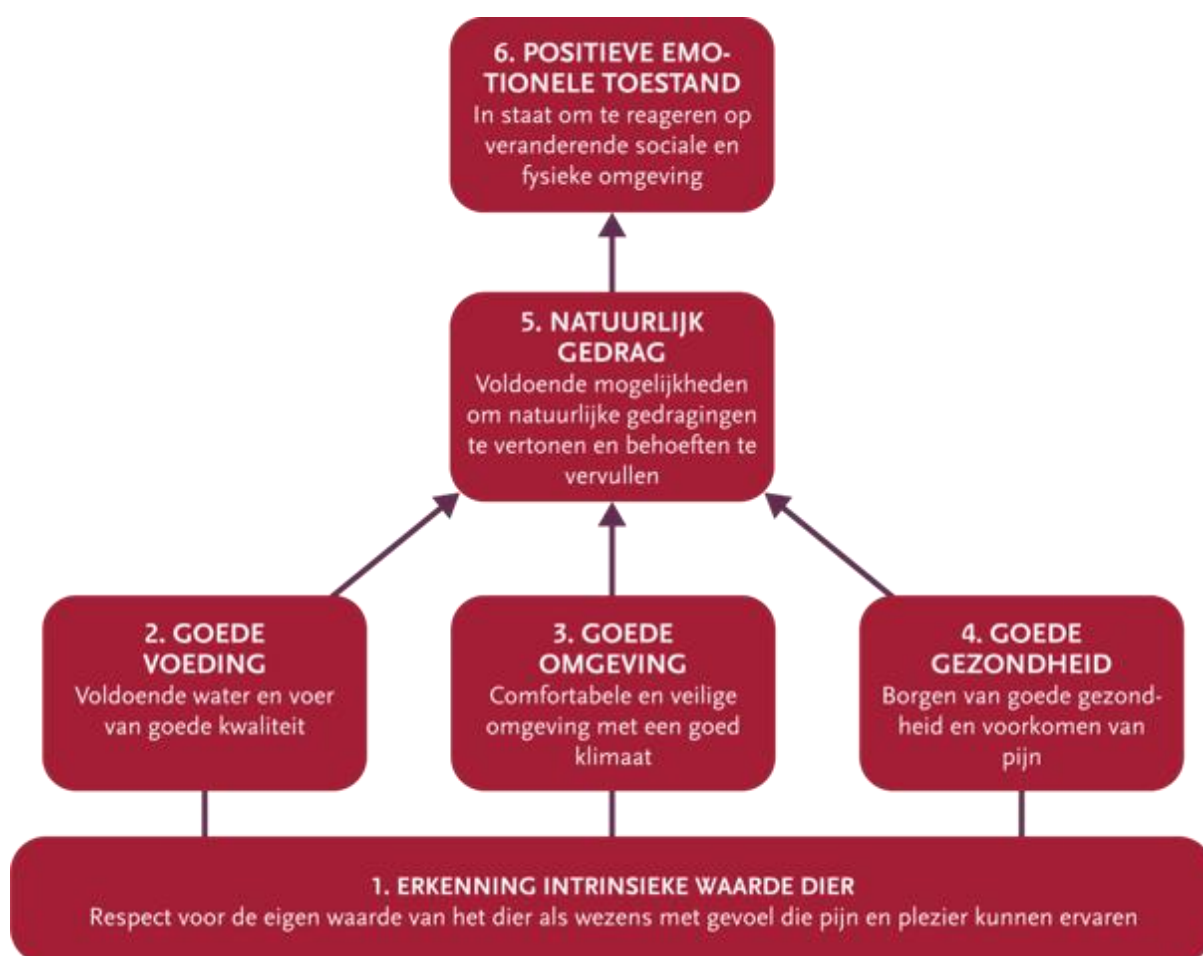 6. POSITIEVE EMO-
TIONELE TOESTAND
In staat om te reageren op
veranderende sociale en
fysieke omgeving
5. NATUURLIJK
GEDRAG
Voldoende mogelijkheden
om natuurlijke gedragingen
te vertonen en behoeften te
vervullen
2. GOEDE
VOEDING
Voldoende water en voer
van goede kwaliteit
3. GOEDE
OMGEVING
Comfortabele en veilige
omgeving met een goed
klimaat
4. GOEDE
GEZONDHEID
Borgen van goede gezond-
heid en voorkomen van
pijn
1. ERKENNING INTRINSIEKE WAARDE DIER
Respect voor de eigen waarde van het dier als wezens met gevoel die pijn en plezier kunnen ervaren